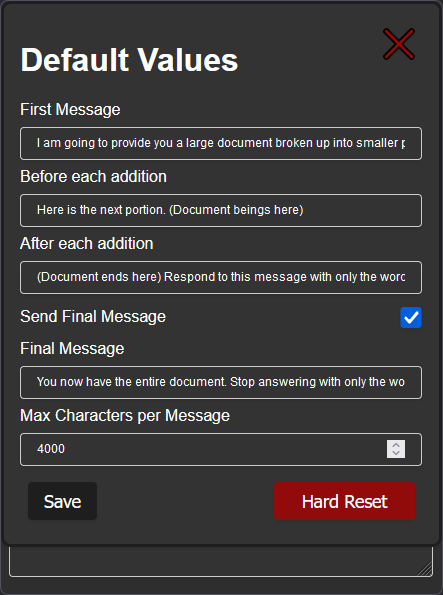 Default Values
First Message
I am going to provide you a large document broken up into smaller
Before each addition
Here is the next portion. (Document beings here)
After each addition
(Document ends here) Respond to this message with only the word
Send Final Message
Final Message
You now have the entire document. Stop answering with only the wo
Max Characters per Message
4000
Save
Hard Reset